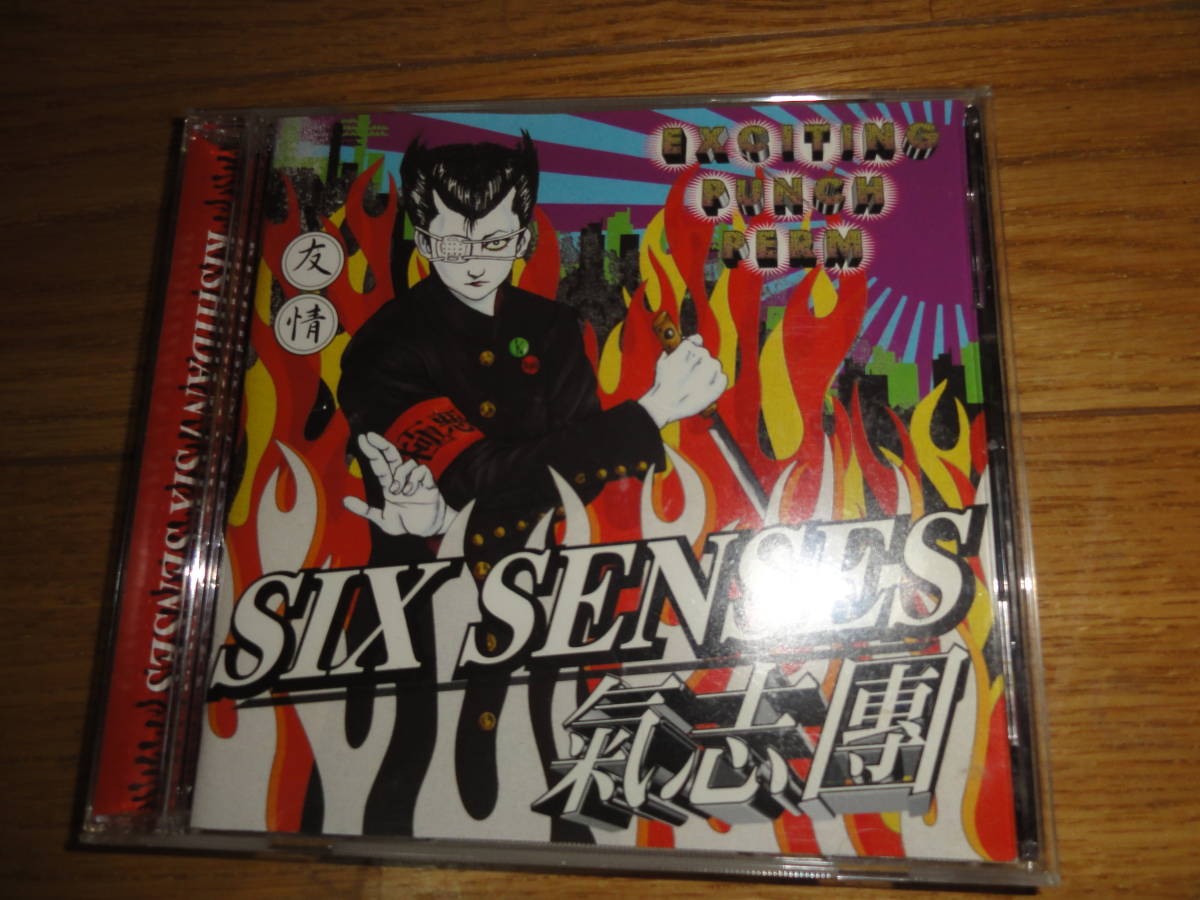 EXCITING
PUNCH
PERM
友
情
K
SIX SENSES
氣志團
KISHIDAN / SIX SENSES